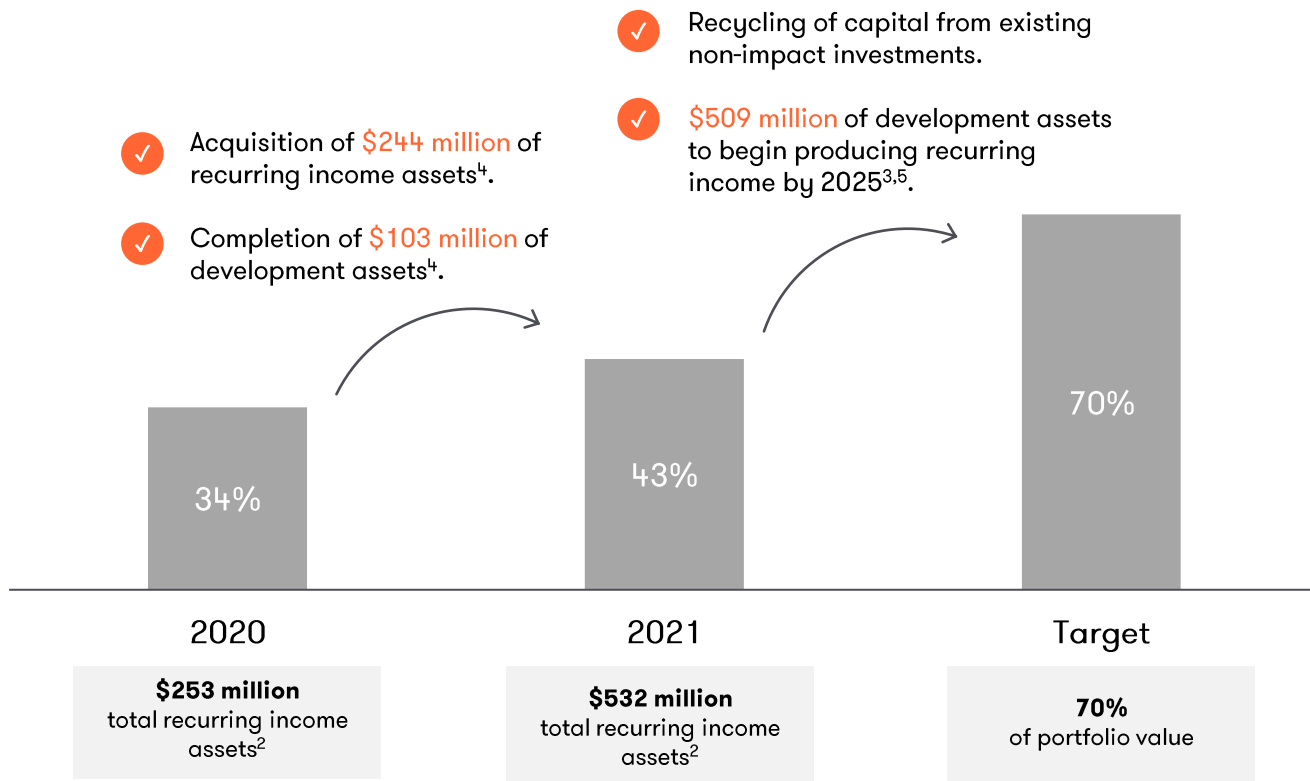 Recycling of capital from existing
non-impact investments.
$509 million of development assets
to begin producing recurring
income by 2025³,⁵.
Acquisition of $244 million of
recurring income assets⁴.
Completion of $103 million of
development assets⁴.
34%
43%
70%
2020
2021
Target
$253 million
total recurring income
assets²
$532 million
total recurring income
assets²
70%
of portfolio value